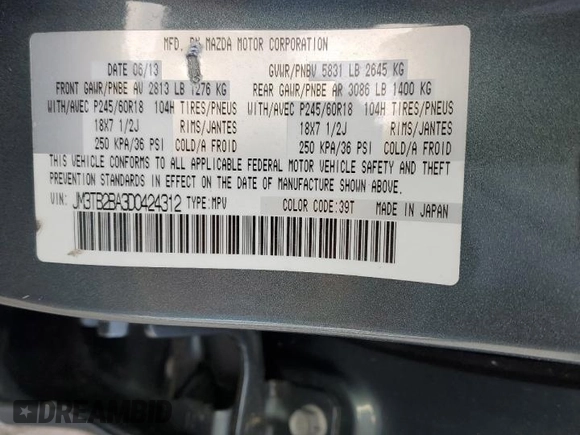 MFD. BY MAZDA MOTOR CORPORATION
DATE 06/13 GVWR/PNBV 5831 LB 2645 KG
FRONT GAWR/PNBE AV 2813 LB 1276 KG REAR GAWR/PNBE AR 3086 LB 1400 KG
WITH/AVEC P245/60R18 104H TIRES/PNEUS WITH/AVEC P245/60R18 104H TIRES/PNEUS
18X7 1/2J RIMS/JANTES 18X7 1/2J RIMS/JANTES
250 KPA/36 PSI COLD/A FROID 250 KPA/36 PSI COLD/A FROID
THIS VEHICLE CONFORMS TO ALL APPLICABLE FEDERAL MOTOR VEHICLE SAFETY AND THEFT
PREVENTION STANDARDS IN EFFECT ON THE DATE OF MANUFACTURE SHOWN ABOVE.
VIN: JM3TB2BA3D0424312 TYPE:MPV COLOR CODE:39T MADE IN JAPAN
DREAMBID